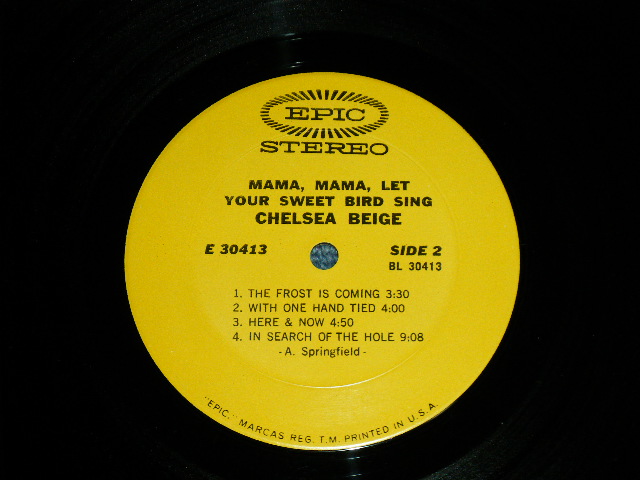 EPIC
STEREO
MAMA, MAMA, LET
YOUR SWEET BIRD SING
CHELSEA BEIGE
E 30413
SIDE 2
BL 30413
1. THE FROST IS COMING 3:30
2. WITH ONE HAND TIED 4:00
3. HERE & NOW 4:50
4. IN SEARCH OF THE HOLE 9:08
- A. Springfield -
"EPIC," MARCAS REG. T.M. PRINTED IN U.S.A.